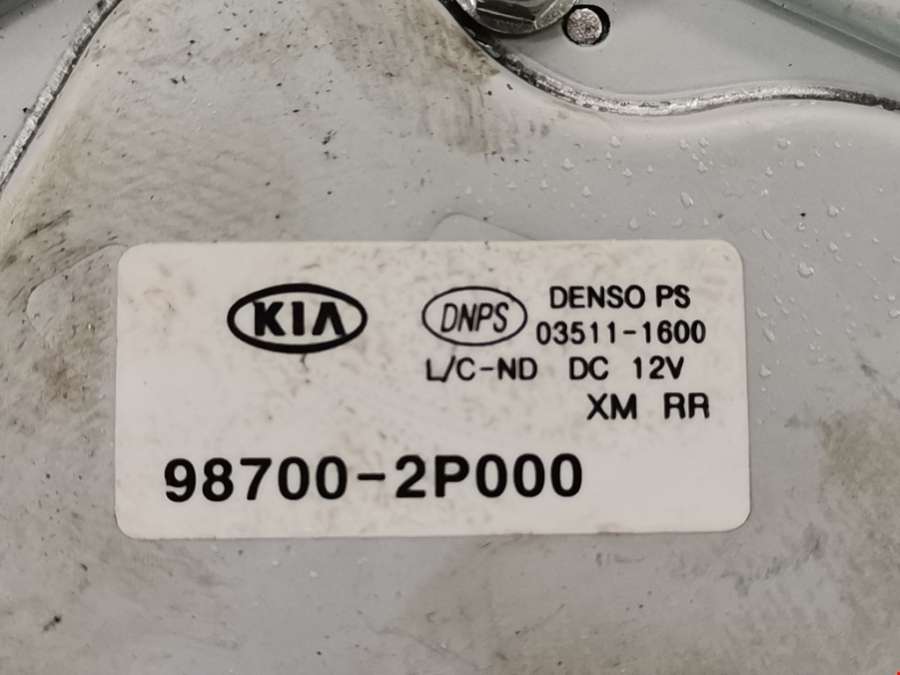 KIA
DNPS
DENSO PS
03511-1600
L/C-ND DC 12V
XM RR
98700-2P000